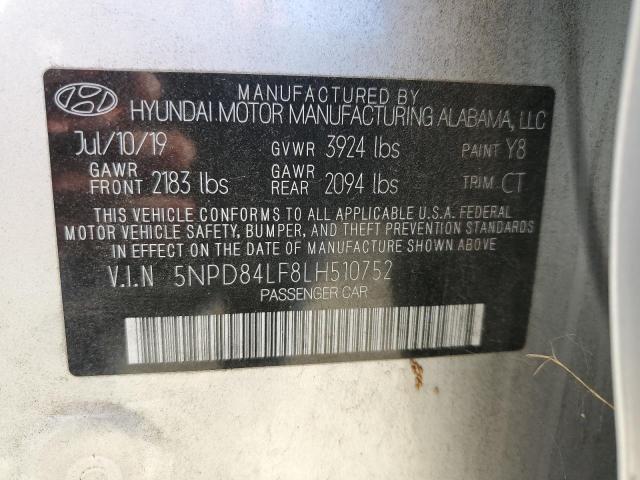 MANUFACTURED BY
HYUNDAI MOTOR MANUFACTURING ALABAMA, LLC
Jul/10/19 GVWR 3924 lbs PAINT Y8
GAWR FRONT 2183 lbs GAWR REAR 2094 lbs TRIM CT
THIS VEHICLE CONFORMS TO ALL APPLICABLE U.S.A. FEDERAL
MOTOR VEHICLE SAFETY, BUMPER, AND THEFT PREVENTION STANDARDS
IN EFFECT ON THE DATE OF MANUFACTURE SHOWN ABOVE.
V.I.N 5NPD84LF8LH510752
PASSENGER CAR